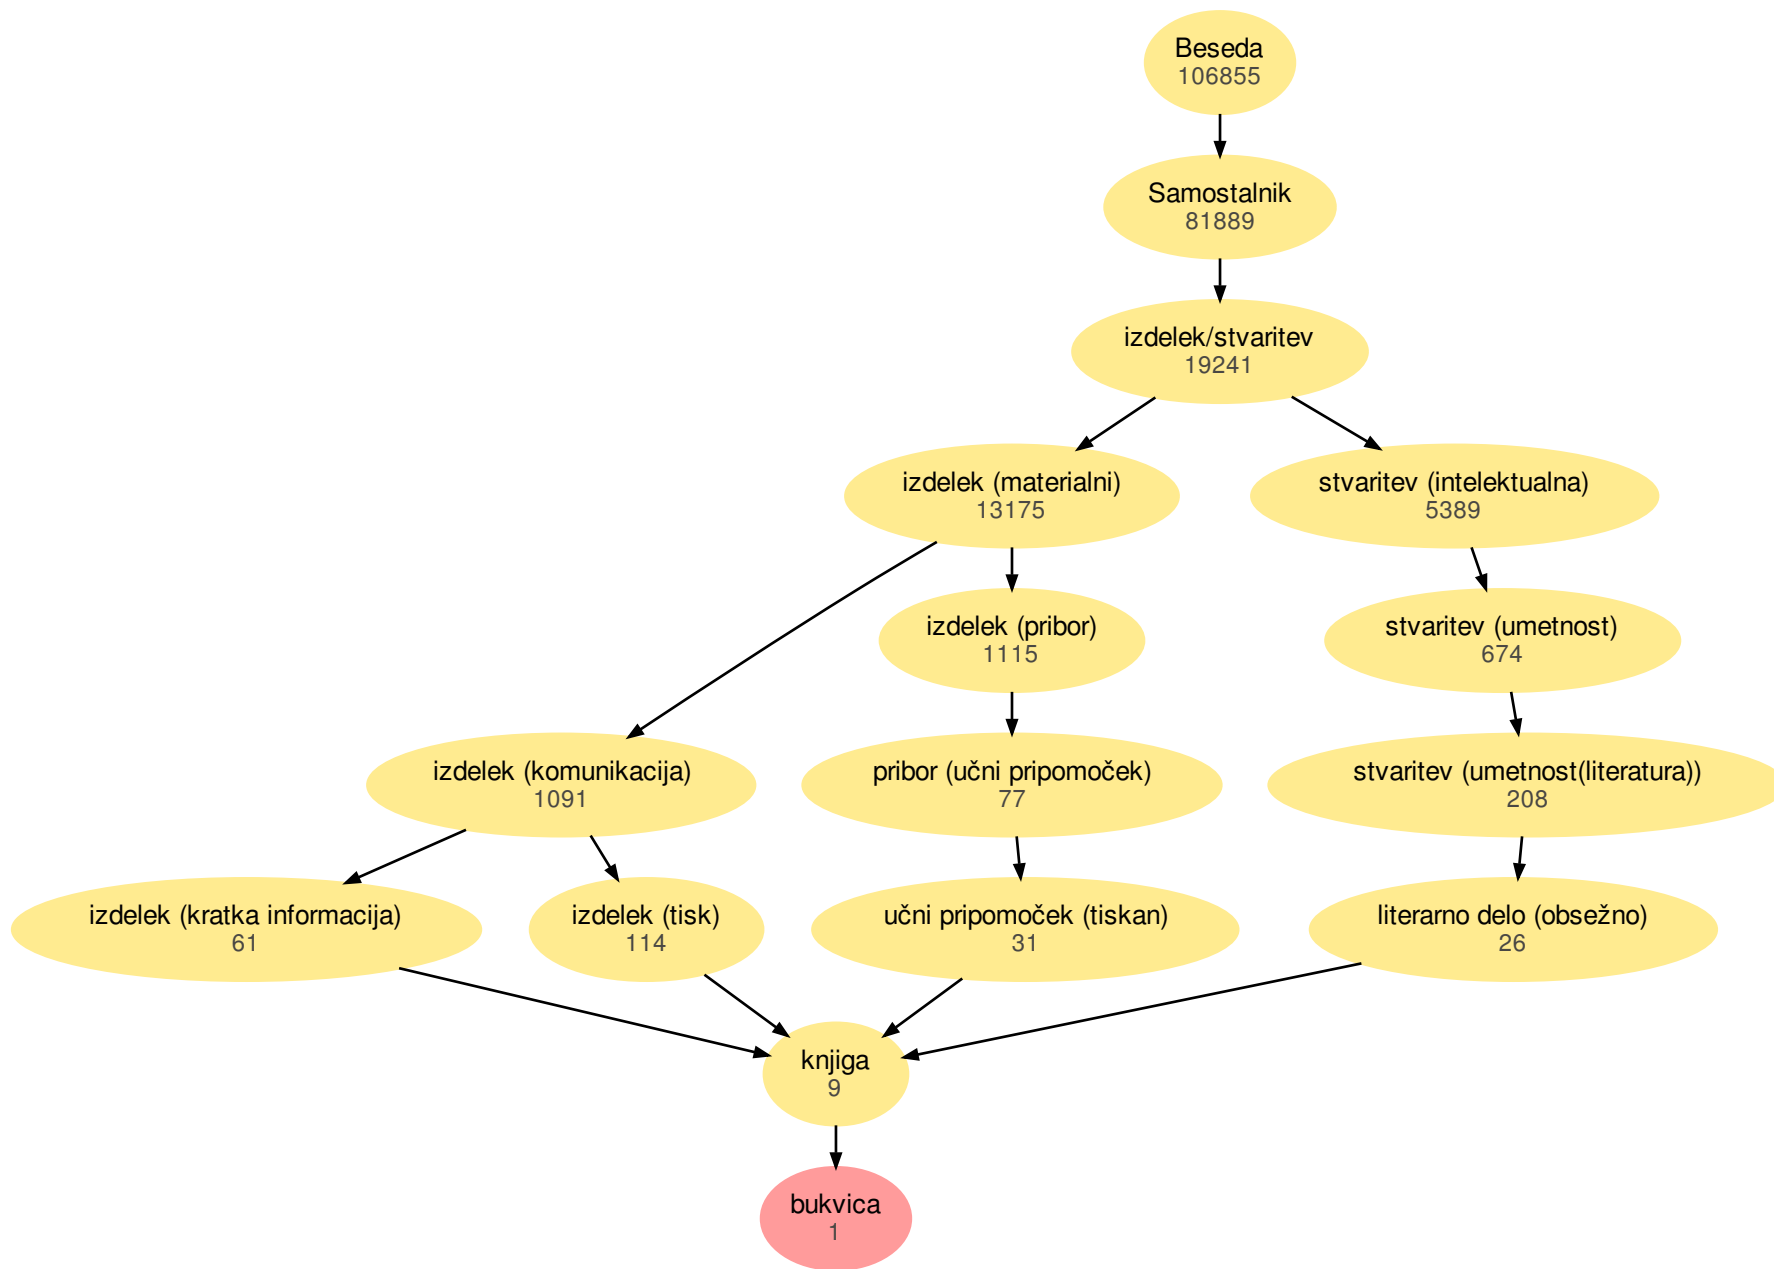 Beseda
106855
Samostalnik
81889
izdelek/stvaritev
19241
izdelek (materialni)
13175
stvaritev (intelektualna)
5389
izdelek (pribor)
1115
stvaritev (umetnost)
674
izdelek (komunikacija)
1091
pribor (učni pripomoček)
77
stvaritev (umetnost(literatura))
208
izdelek (kratka informacija)
61
izdelek (tisk)
114
učni pripomoček (tiskan)
31
literarno delo (obsežno)
26
knjiga
9
bukvica
1